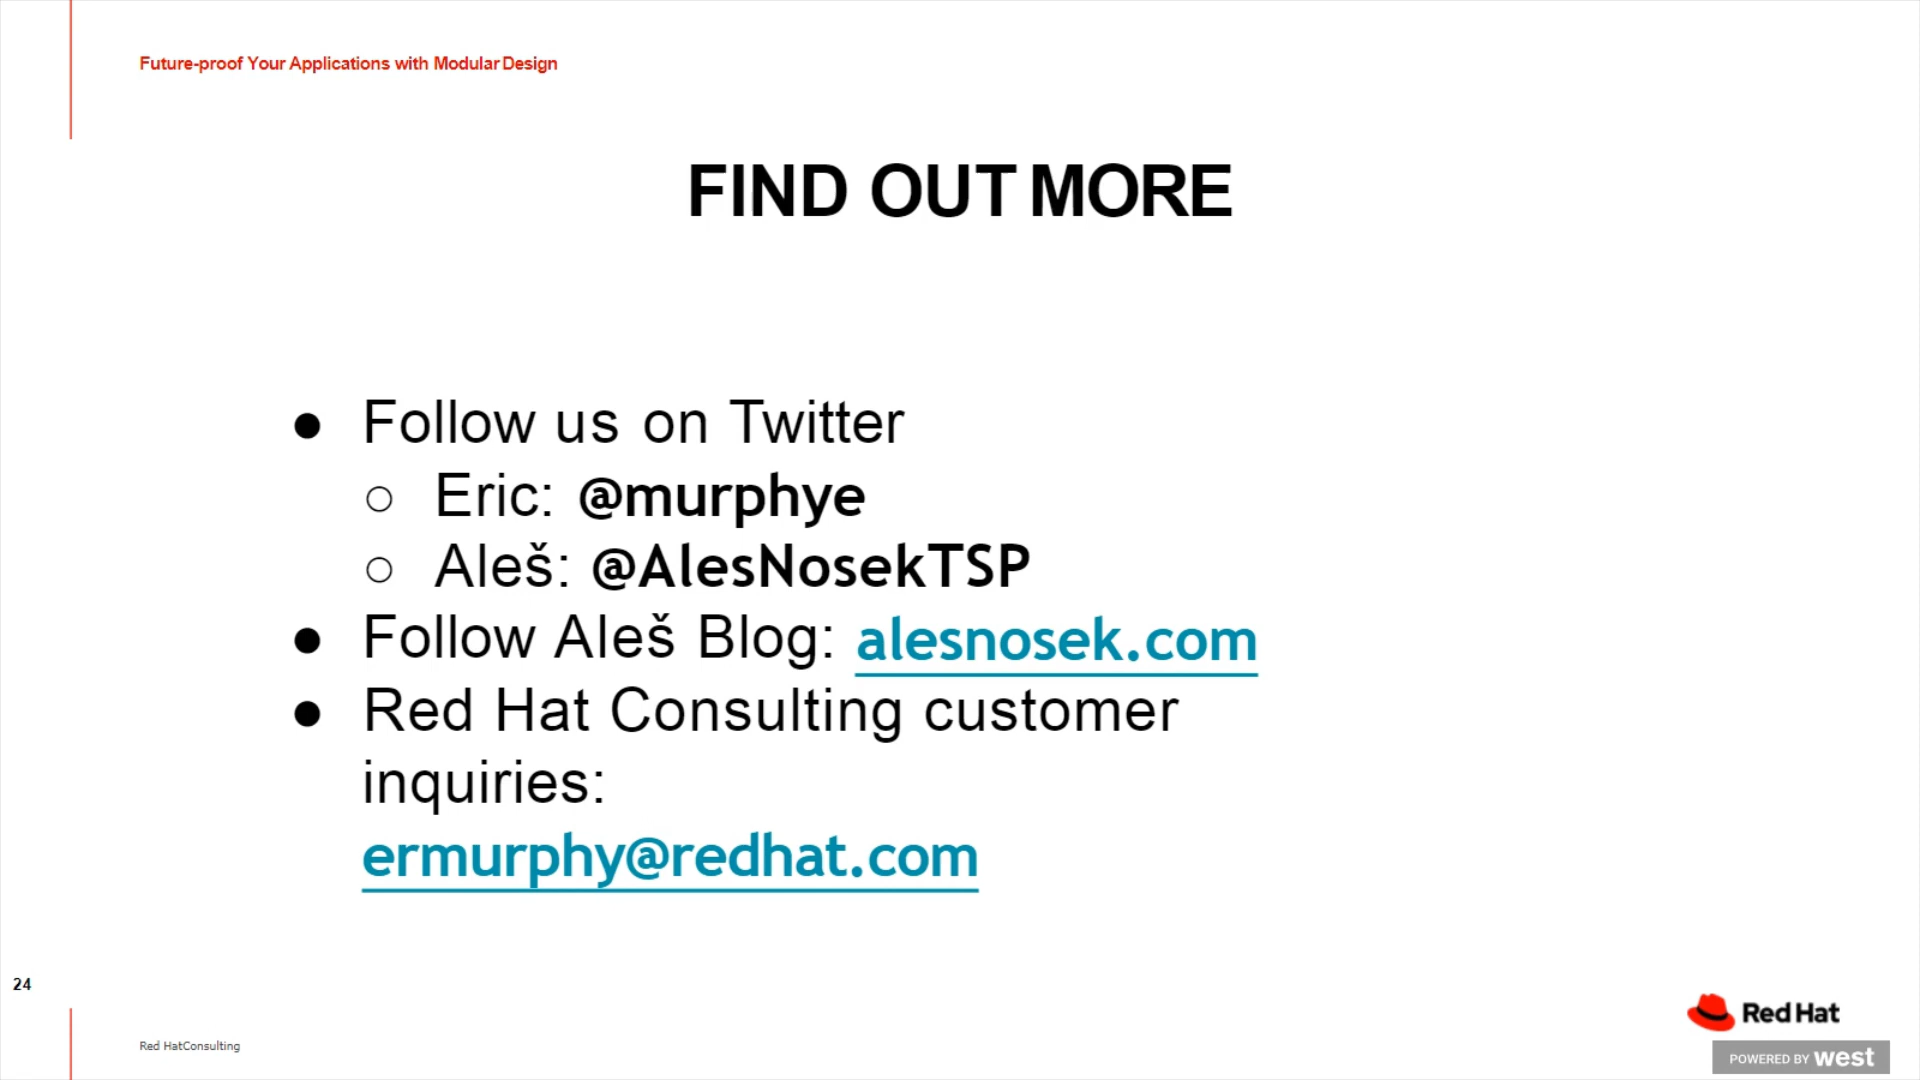 Future-proof Your Applications with Modular Design
FIND OUT MORE
● Follow us on Twitter
○ Eric: @murphye
○ Aleš: @AlesNosekTSP
● Follow Aleš Blog: alesnosek.com
● Red Hat Consulting customer
inquiries:
ermurphy@redhat.com
24
Red HatConsulting
Red Hat
POWERED BY west